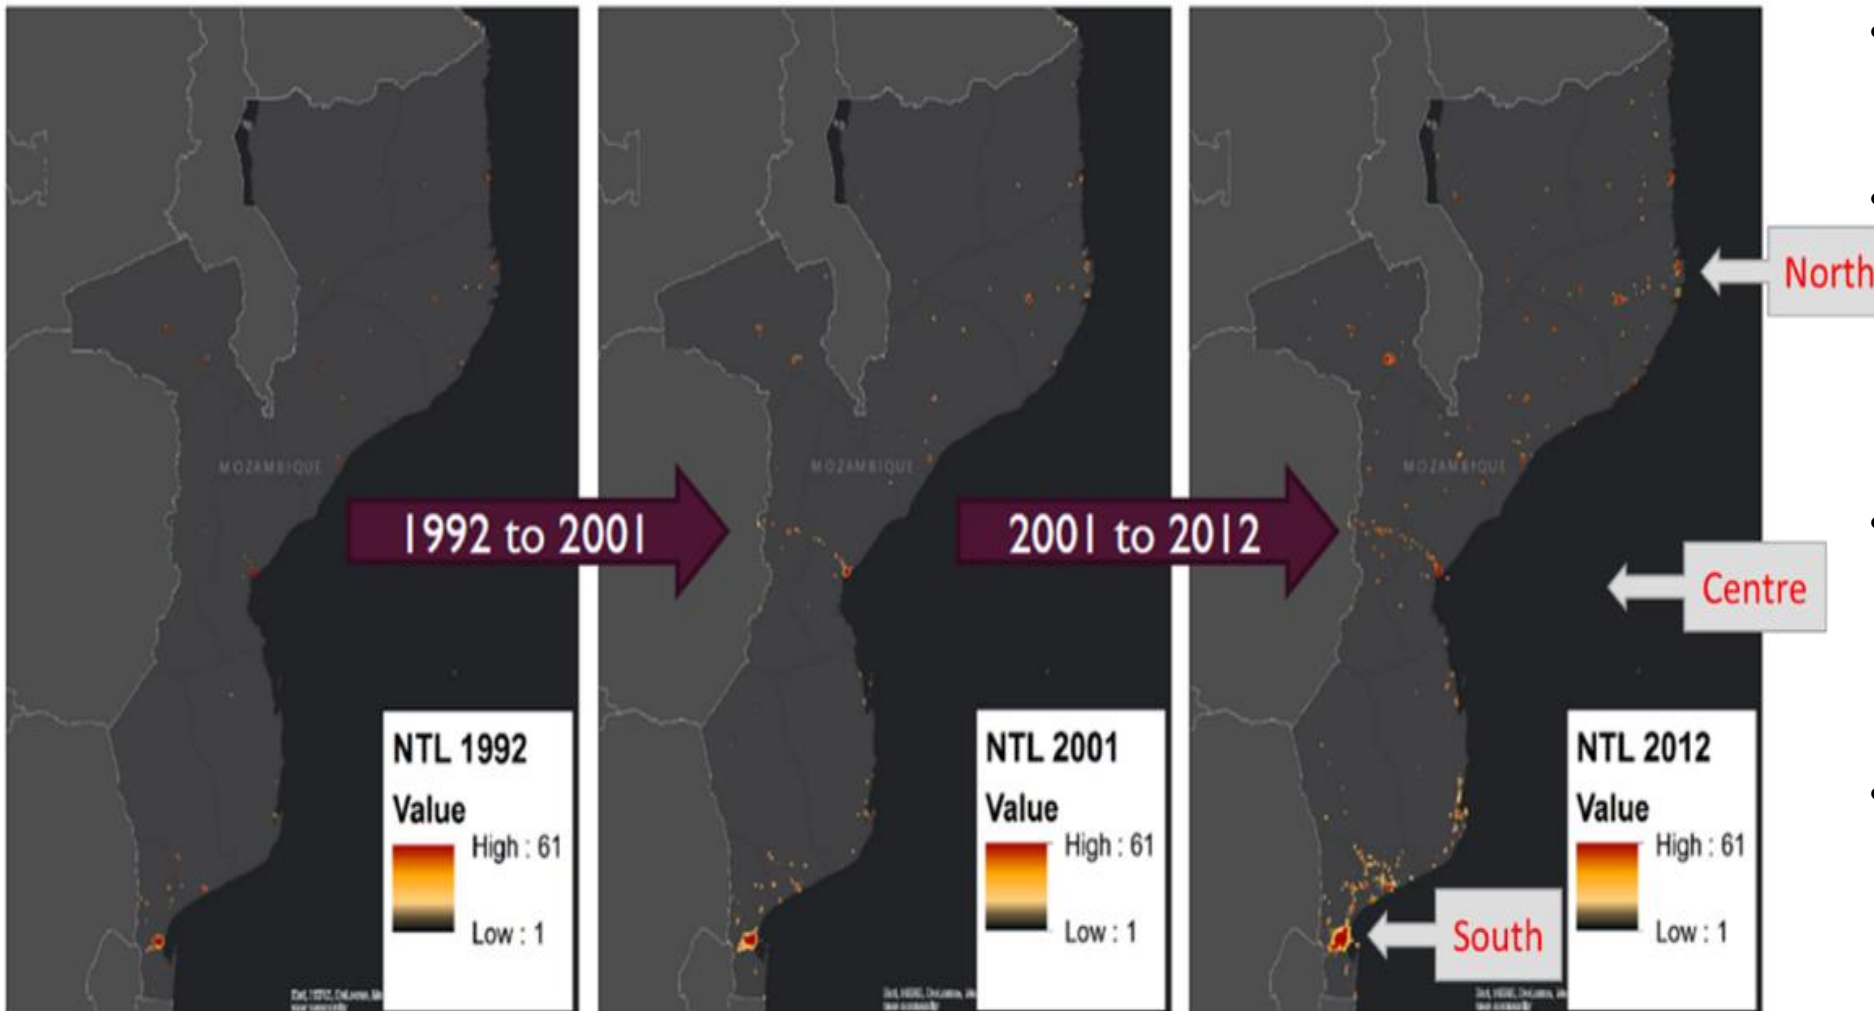 MOZAMBIQUE
MOZAMBIQUE
MOZAMBIQUE
1992 to 2001
2001 to 2012
North
Centre
South
NTL 1992
Value
High : 61
Low : 1
NTL 2001
Value
High : 61
Low : 1
NTL 2012
Value
High : 61
Low : 1